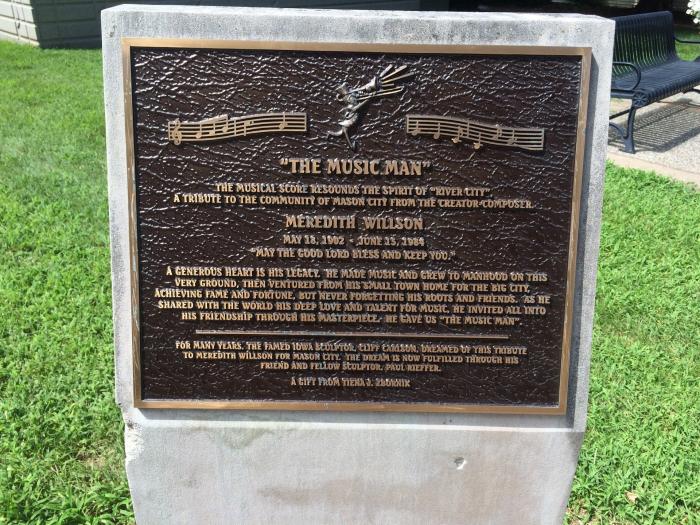 "THE MUSIC MAN"
THE MUSICAL SCORE RESOUNDS THE SPIRIT OF "RIVER CITY",
A TRIBUTE TO THE COMMUNITY OF MASON CITY FROM THE CREATOR-COMPOSER.
MEREDITH WILLSON
MAY 18, 1902 - JUNE 15, 1984
"MAY THE GOOD LORD BLESS AND KEEP YOU."
A GENEROUS HEART IS HIS LEGACY. HE MADE MUSIC AND GREW TO MANHOOD ON THIS
VERY GROUND, THEN VENTURED FROM HIS SMALL TOWN HOME FOR THE BIG CITY,
ACHIEVING FAME AND FORTUNE, BUT NEVER FORGETTING HIS ROOTS AND FRIENDS. AS HE
SHARED WITH THE WORLD HIS DEEP LOVE AND TALENT FOR MUSIC, HE INVITED ALL INTO
HIS FRIENDSHIP THROUGH HIS MASTERPIECE. HE GAVE US "THE MUSIC MAN"
FOR MANY YEARS, THE FAMED IOWA SCULPTOR, CLIFF CARLSON, DREAMED OF THIS TRIBUTE
TO MEREDITH WILLSON FOR MASON CITY. THE DREAM IS NOW FULFILLED THROUGH HIS
FRIEND AND FELLOW SCULPTOR, PAUL KIEFFER.
A GIFT FROM TIENA J. ZBORNIK